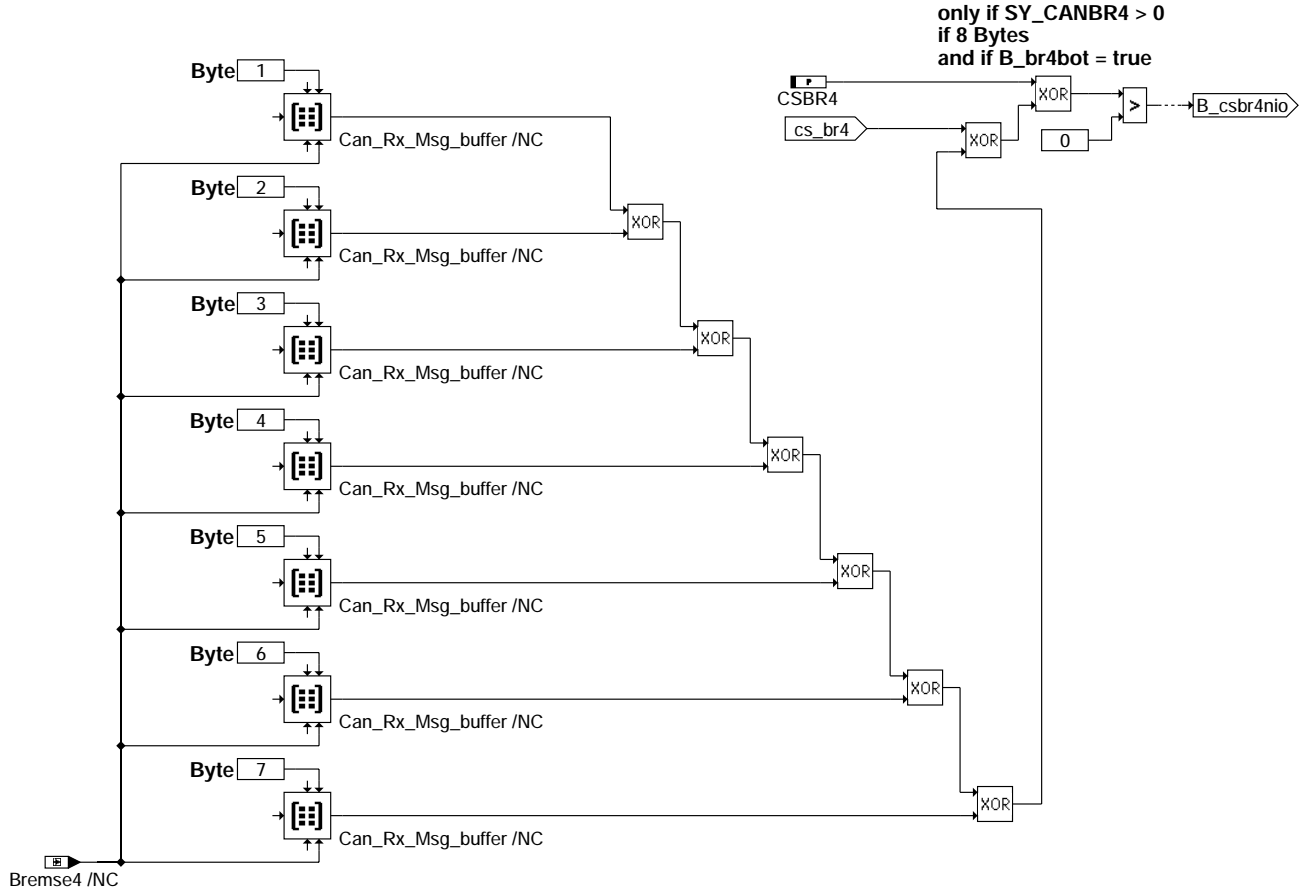 only if SY_CANBR4 > 0
if 8 Bytes
and if B_br4bot = true
Byte 1
P
CSBR4
XOR
>
B_csbr4nio
cs_br4
XOR
0
Can_Rx_Msg_buffer /NC
Byte 2
XOR
Can_Rx_Msg_buffer /NC
Byte 3
XOR
Can_Rx_Msg_buffer /NC
Byte 4
XOR
Can_Rx_Msg_buffer /NC
Byte 5
XOR
Can_Rx_Msg_buffer /NC
Byte 6
XOR
Can_Rx_Msg_buffer /NC
Byte 7
XOR
Can_Rx_Msg_buffer /NC
Bremse4 /NC